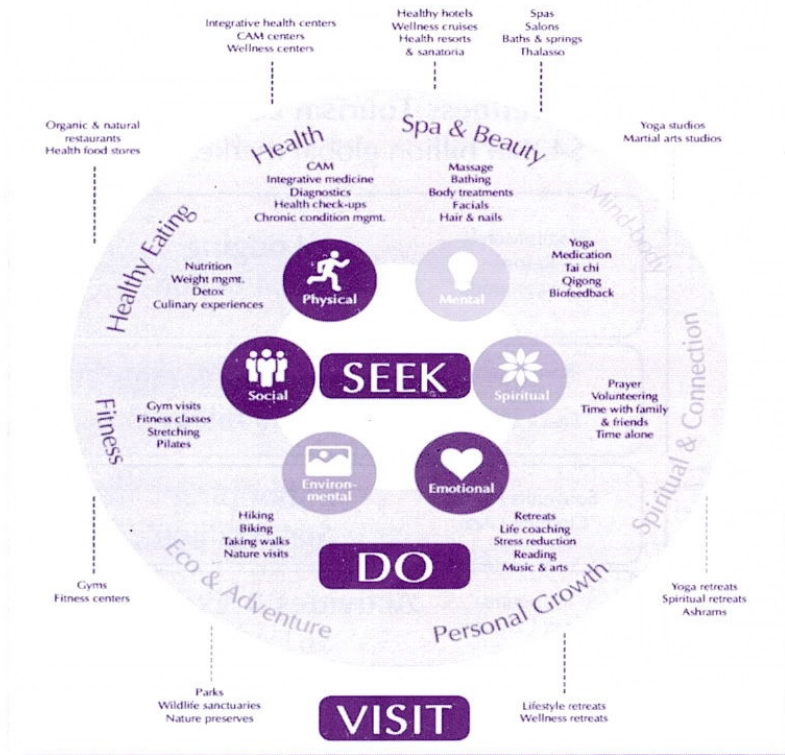 Integrative health centers
CAM centers
Wellness centers
Healthy hotels
Wellness cruises
Health resorts
& sanatoria
Spas
Salons
Baths & springs
Thalasso
Organic & natural
restaurants
Health food stores
Yoga studios
Martial arts studios
Health
Spa & Beauty
Mind-body
CAM
Integrative medicine
Diagnostics
Health check-ups
Chronic condition mgmt.
Massage
Bathing
Body treatments
Facials
Hair & nails
Healthy Eating
Nutrition
Weight mgmt.
Detox
Culinary experiences
Physical
Mental
Yoga
Medication
Tai chi
Qigong
Biofeedback
Social
SEEK
Spiritual
Fitness
Gym visits
Fitness classes
Stretching
Pilates
Prayer
Volunteering
Time with family
& friends
Time alone
Spiritual & Connection
Environ-
mental
Emotional
Hiking
Biking
Taking walks
Nature visits
DO
Retreats
Life coaching
Stress reduction
Reading
Music & arts
Eco & Adventure
Personal Growth
Gyms
Fitness centers
Yoga retreats
Spiritual retreats
Ashrams
Parks
Wildlife sanctuaries
Nature preserves
VISIT
Lifestyle retreats
Wellness retreats